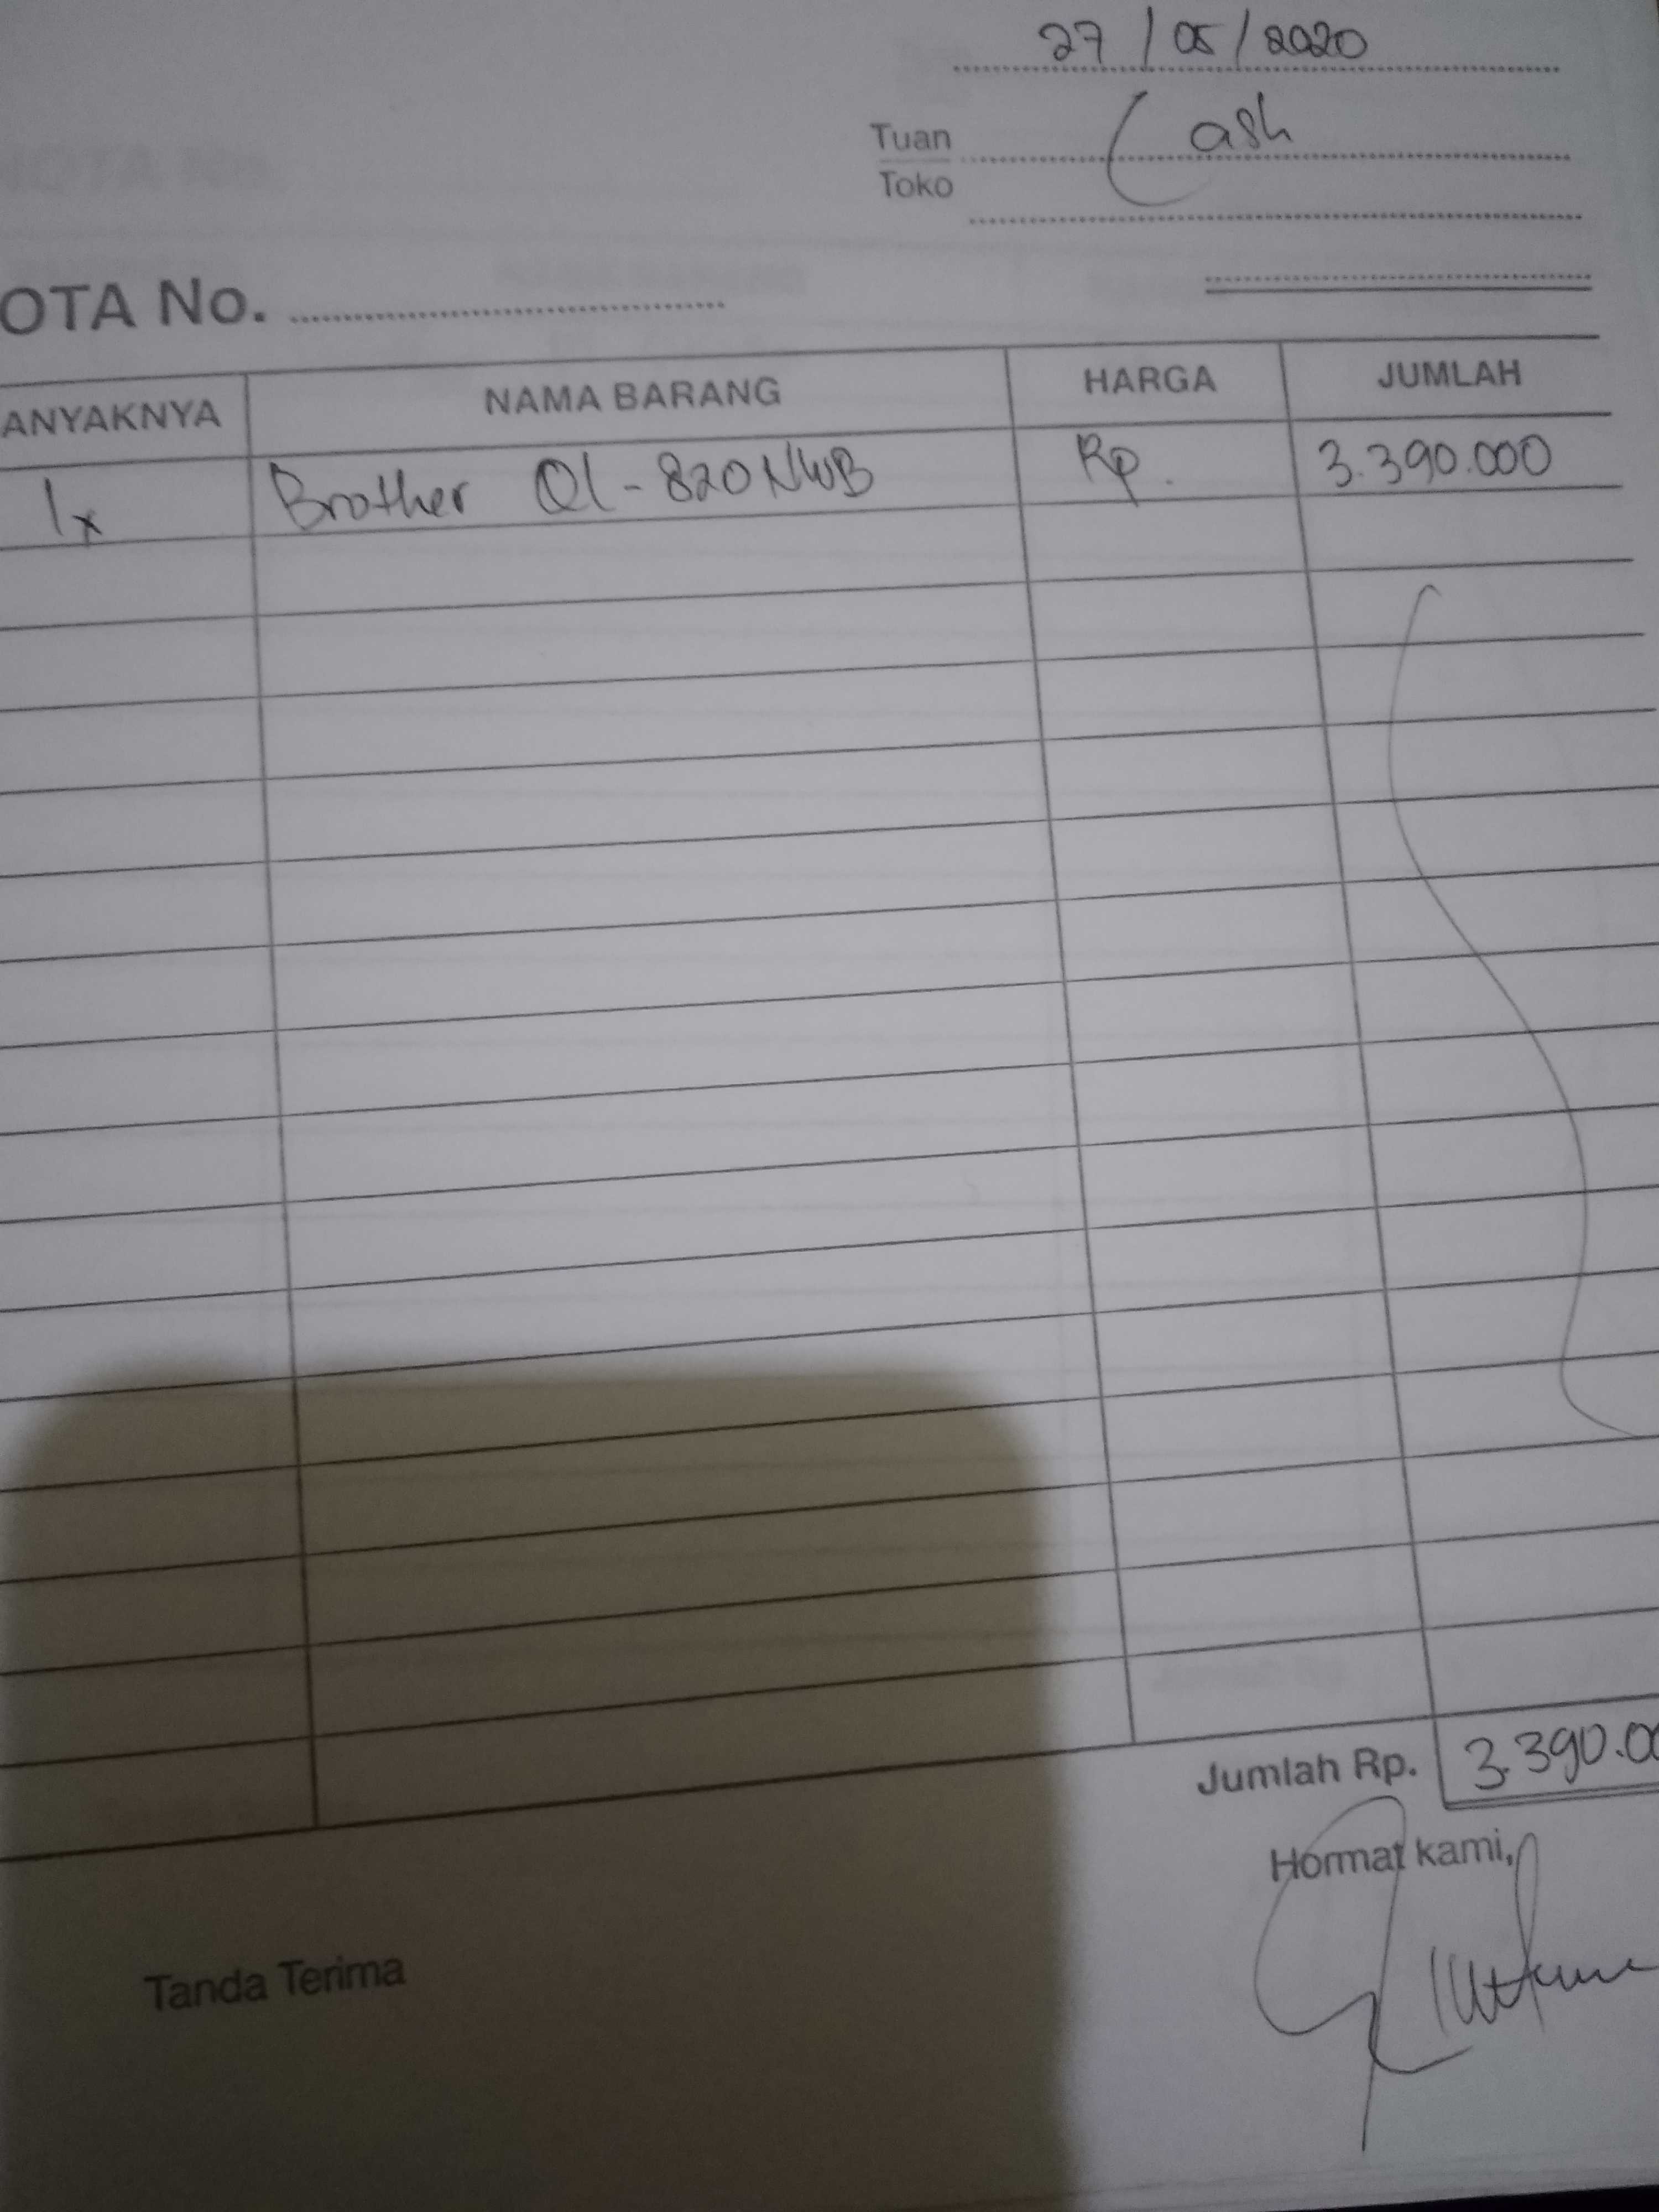 27/05/2020
Tuan Cash
Toko
OTA No.
ANYAKNYA NAMA BARANG HARGA JUMLAH
1x Brother Ql-820NWB Rp. 3.390.000
Jumlah Rp. 3.390.00
Hormat kami,
Tanda Terima